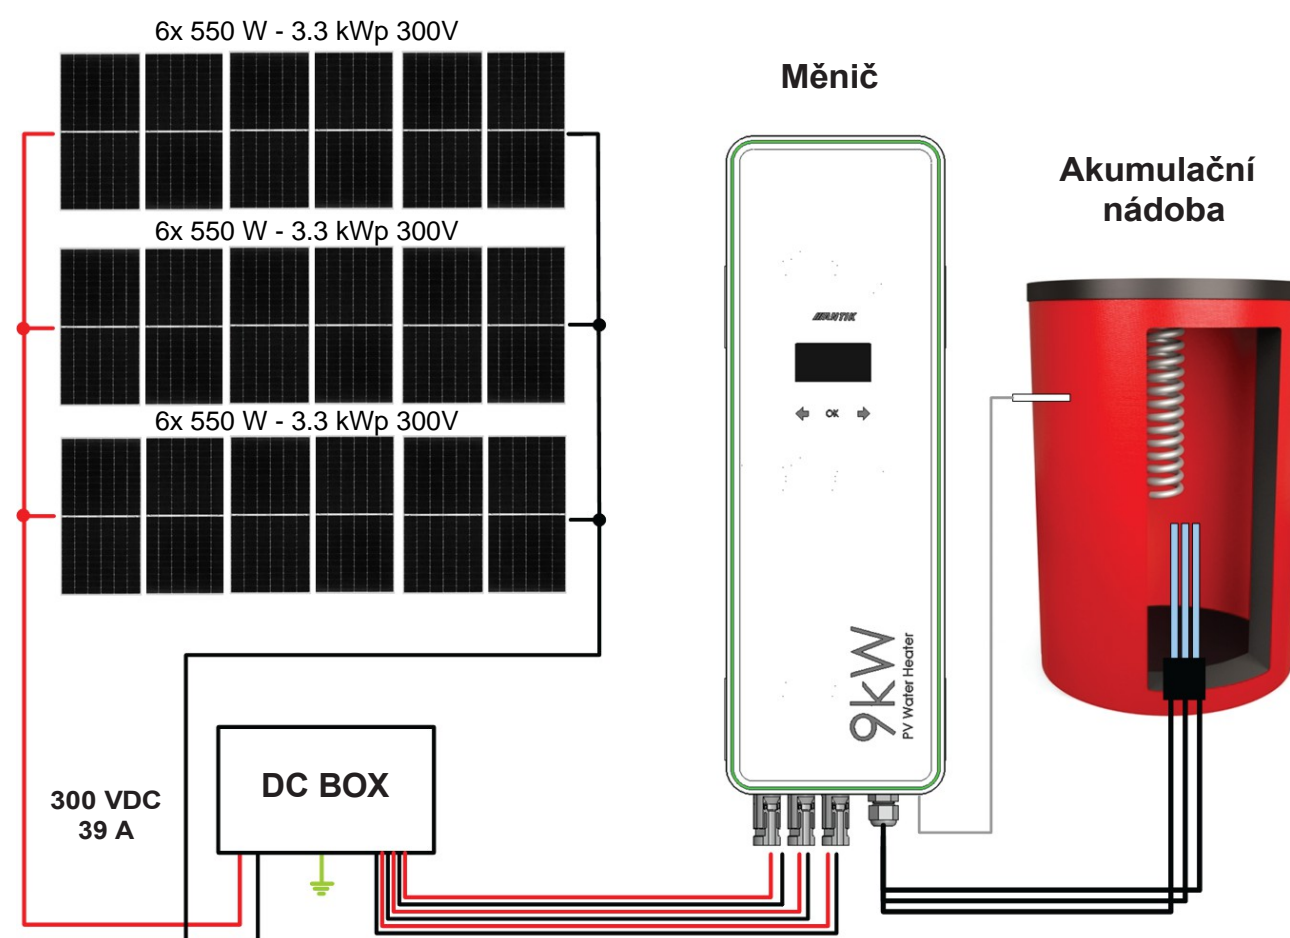 6x 550 W - 3.3 kWp 300V
6x 550 W - 3.3 kWp 300V
6x 550 W - 3.3 kWp 300V
Měnič
Akumulační
nádoba
ANTIK
OK
9kW
PV Water Heater
DC BOX
300 VDC
39 A